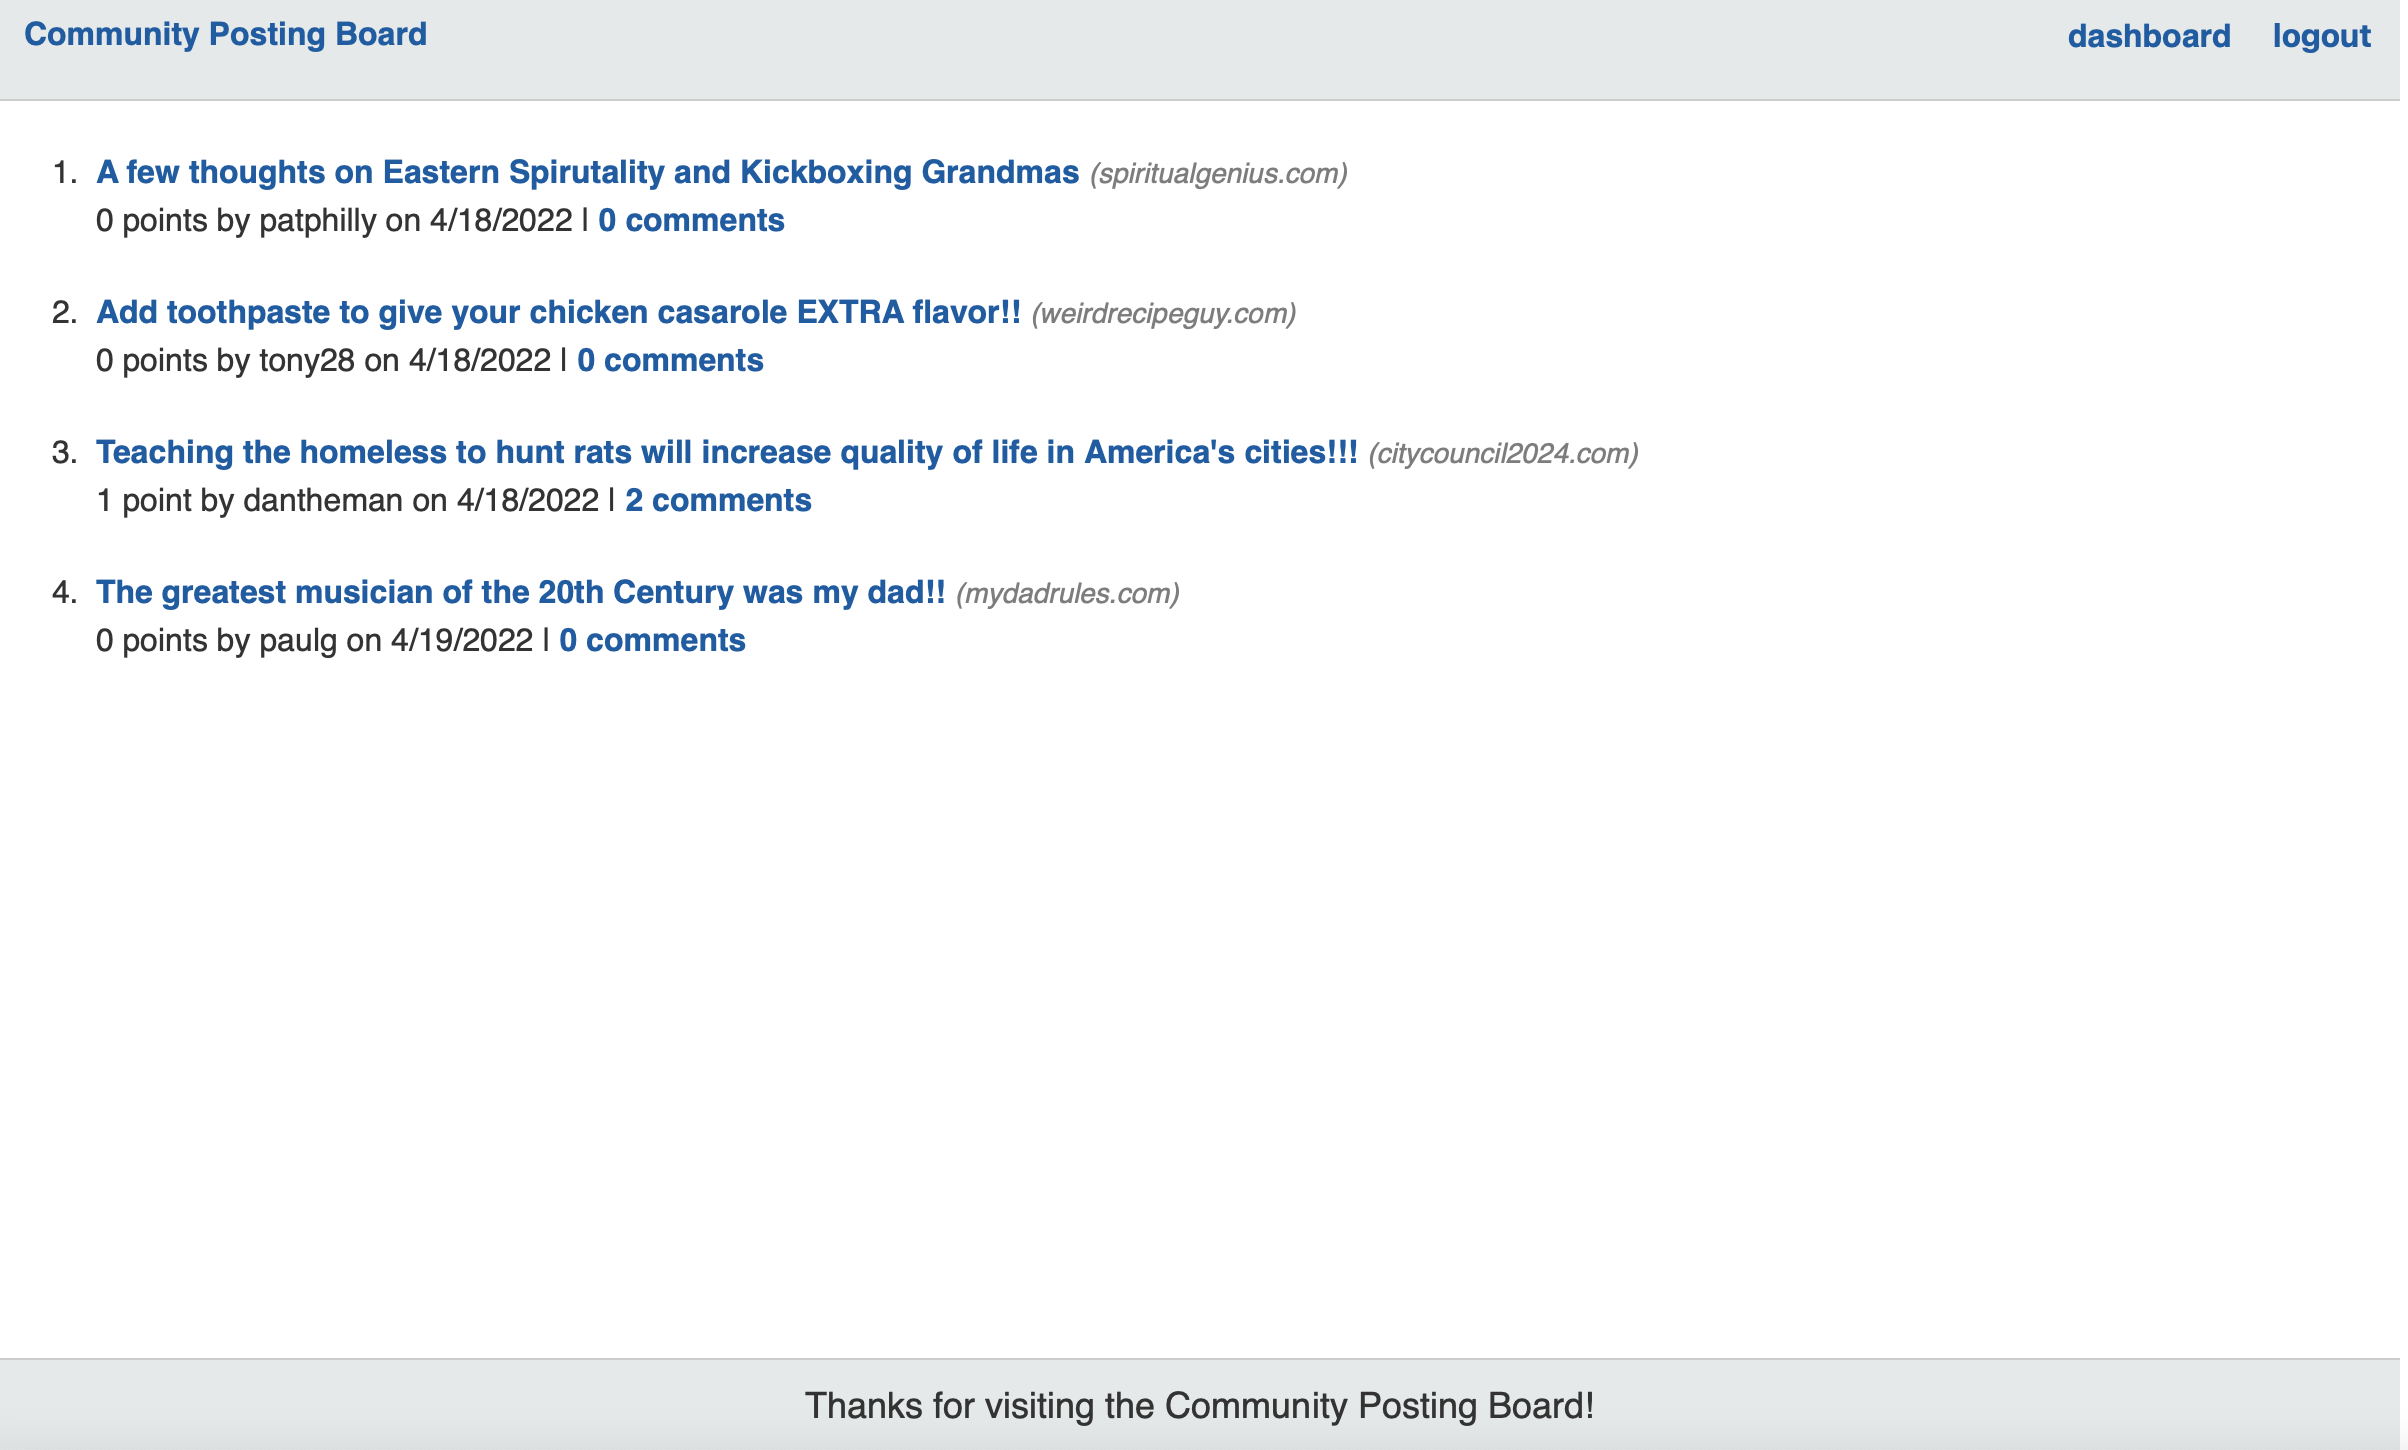 Community Posting Board
dashboard logout
1. A few thoughts on Eastern Spirutality and Kickboxing Grandmas (spiritualgenius.com)
0 points by patphilly on 4/18/2022 | 0 comments
2. Add toothpaste to give your chicken casarole EXTRA flavor!! (weirdrecipeguy.com)
0 points by tony28 on 4/18/2022 | 0 comments
3. Teaching the homeless to hunt rats will increase quality of life in America's cities!!! (citycouncil2024.com)
1 point by dantheman on 4/18/2022 | 2 comments
4. The greatest musician of the 20th Century was my dad!! (mydadrules.com)
0 points by paulg on 4/19/2022 | 0 comments
Thanks for visiting the Community Posting Board!